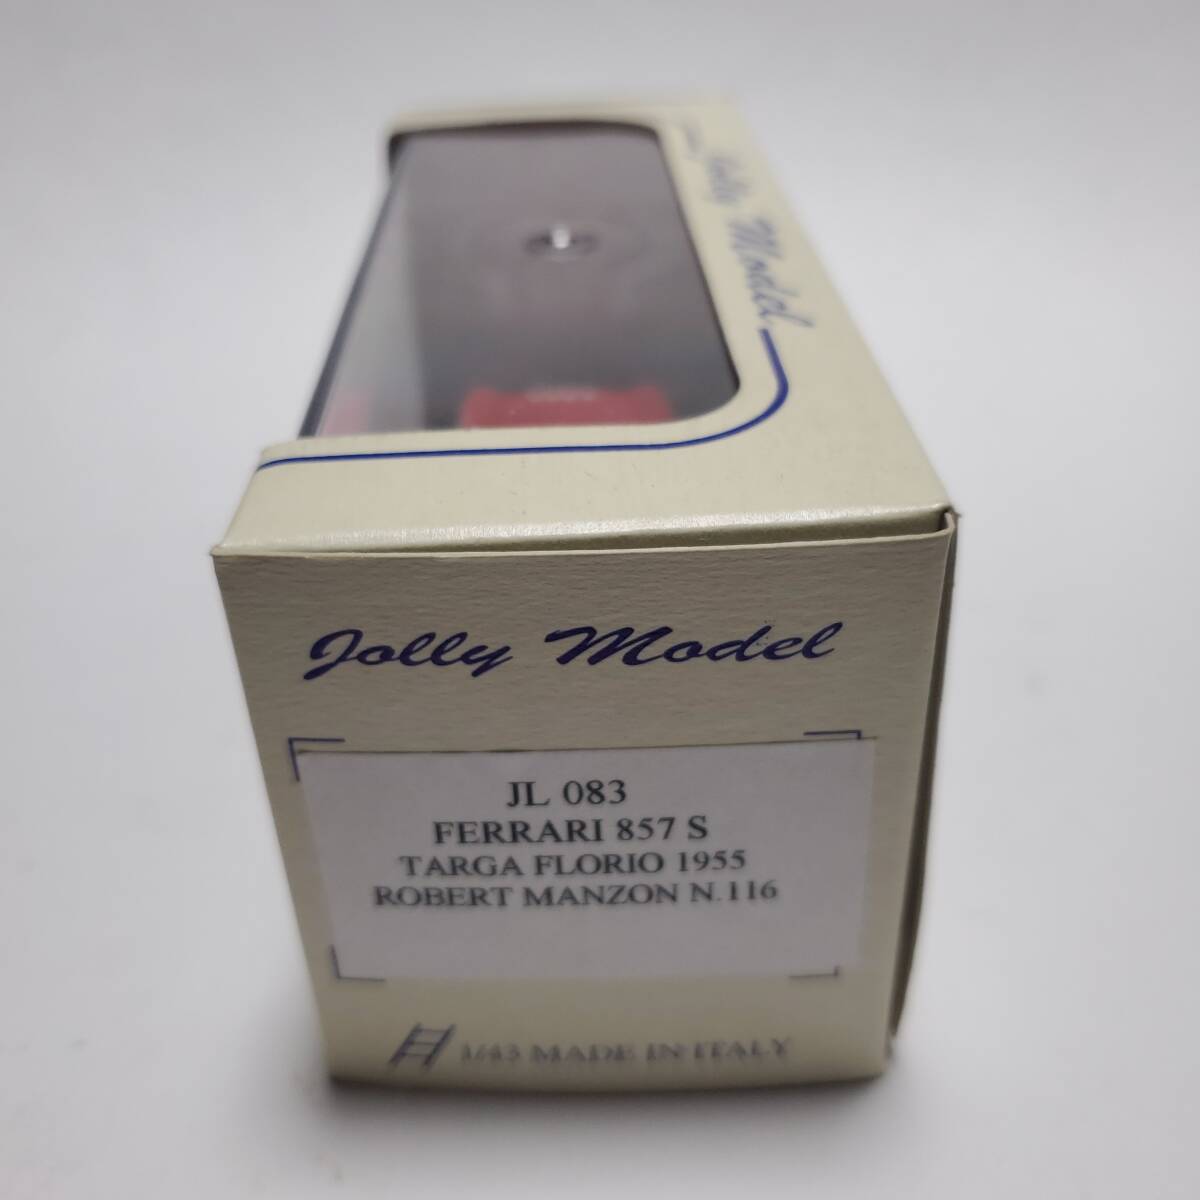 Jolly Model
Jolly Model
JL 083
FERRARI 857 S
TARGA FLORIO 1955
ROBERT MANZON N.116
1/43 MADE IN ITALY